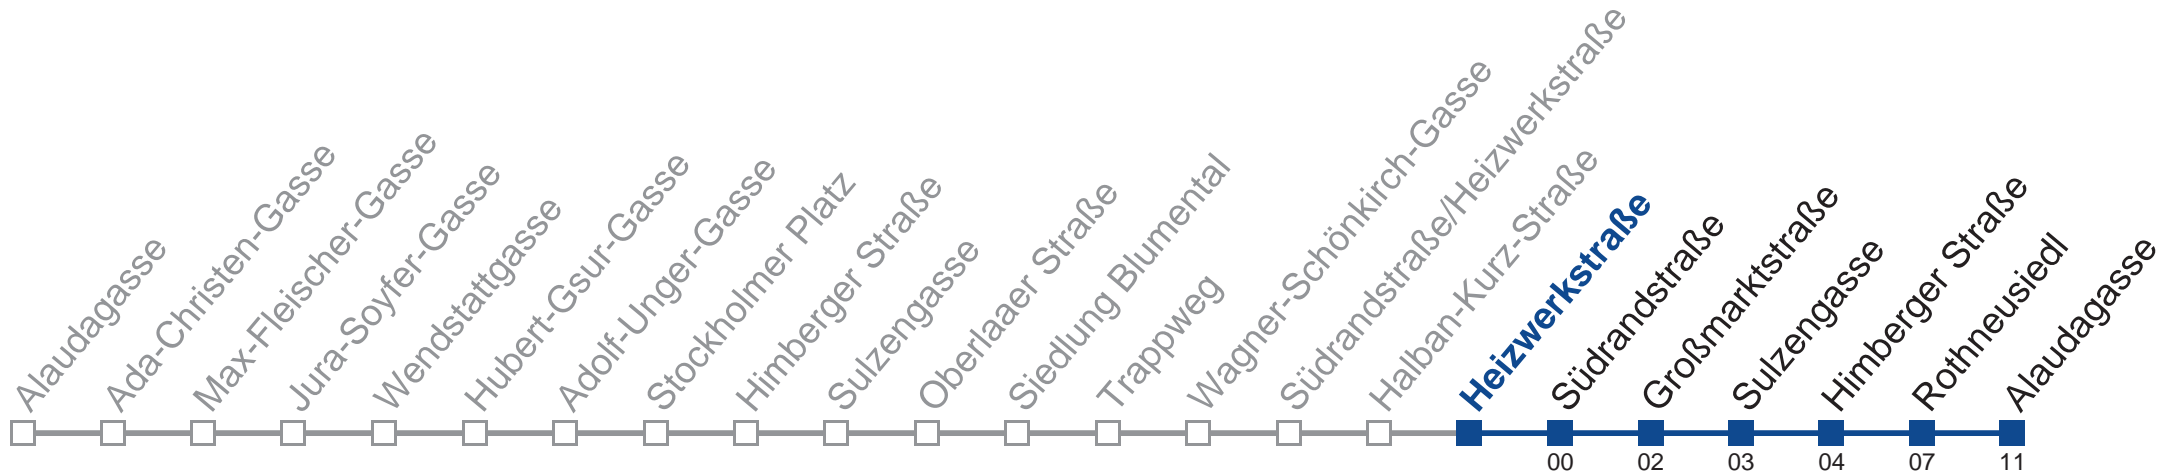 Alaudagasse
Ada-Christen-Gasse
Max-Fleischer-Gasse
Jura-Soyfer-Gasse
Wendstattgasse
Hubert-Gsur-Gasse
Adolf-Unger-Gasse
Stockholmer Platz
Himberger Straße
Sulzengasse
Oberlaaer Straße
Siedlung Blumental
Trappweg
Wagner-Schönkirch-Gasse
Südrandstraße/Heizwerkstraße
Halban-Kurz-Straße
Heizwerkstraße
Südrandstraße
Großmarktstraße
Sulzengasse
Himberger Straße
Rothneusiedl
Alaudagasse
00 02 03 04 07 11